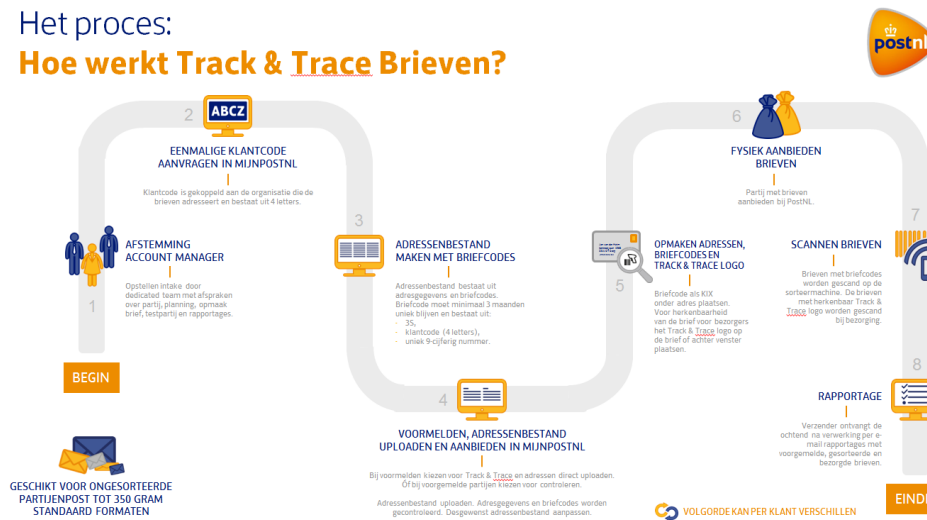 Het proces:
Hoe werkt Track & Trace Brieven?
postnl
2
ABCZ
EENMALIGE KLANTCODE
AANVRAGEN IN MIJNPOSTNL
Klantcode is gekoppeld aan de organisatie die de
brieven adresseert en bestaat uit 4 letters.
AFSTEMMING
ACCOUNT MANAGER
1
Opstellen intake door
dedicated team met afspraken
over partij, planning, opmaak
brief, testpartij en rapportages.
BEGIN
GESCHIKT VOOR ONGESORTEERDE
PARTIJENPOST TOT 350 GRAM
STANDAARD FORMATEN
3
ADRESSENBESTAND
MAKEN MET BRIEFCODES
Adressenbestand bestaat uit
adresgegevens en briefcodes.
Briefcode moet minimaal 3 maanden
uniek blijven en bestaat uit:
- 3S,
- klantcode (4 letters),
- uniek 9-cijferig nummer.
4
VOORMELDEN, ADRESSENBESTAND
UPLOADEN EN AANBIEDEN IN MIJNPOSTNL
Bij voormelden kiezen voor Track & Trace en adressen direct uploaden.
Óf bij voorgemelde partijen kiezen voor controleren.
Adressenbestand uploaden. Adresgegevens en briefcodes worden
gecontroleerd. Desgewenst adressenbestand aanpassen.
5
OPMAKEN ADRESSEN,
BRIEFCODES EN
TRACK & TRACE LOGO
Briefcode als KIX
onder adres plaatsen.
Voor herkenbaarheid
van de brief voor bezorgers
het Track & Trace logo op
de brief of achter venster
plaatsen.
6
FYSIEK AANBIEDEN
BRIEVEN
Partij met brieven
aanbieden bij PostNL.
7
SCANNEN BRIEVEN
Brieven met briefcodes
worden gescand op de
sorteermachine. De brieven
met herkenbaar Track &
Trace logo worden gescand
bij bezorging.
8
RAPPORTAGE
Verzender ontvangt de
ochtend na verwerking per e-
mail rapportages met
voorgemelde, gesorteerde en
bezorgde brieven.
EIND
VOLGORDE KAN PER KLANT VERSCHILLEN